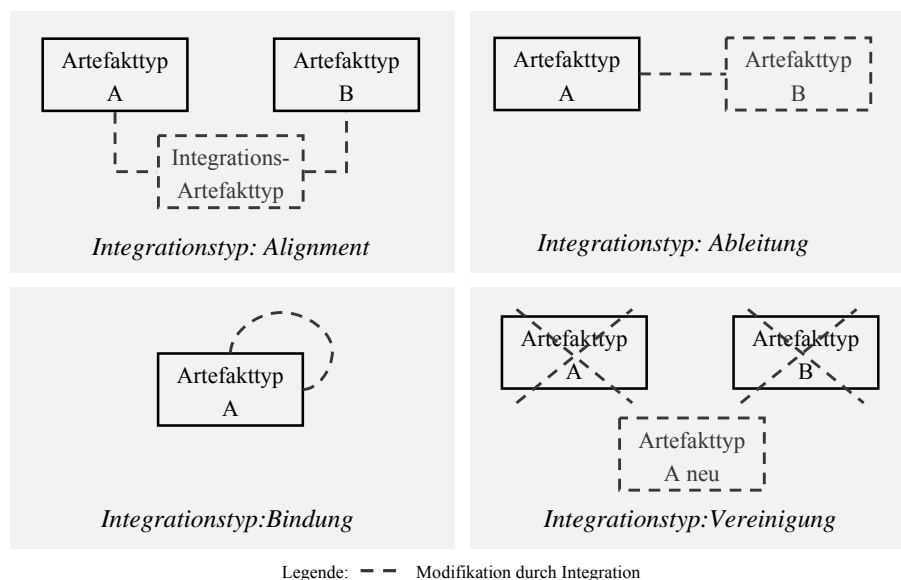 Artefakttyp
A
Artefakttyp
B
Integrations-
Artefakttyp
Integrationstyp: Alignment
Artefakttyp
A
Artefakttyp
B
Integrationstyp: Ableitung
Artefakttyp
A
Integrationstyp:Bindung
Artefakttyp
A
Artefakttyp
B
Artefakttyp
A neu
Integrationstyp:Vereinigung
Legende: Modifikation durch Integration